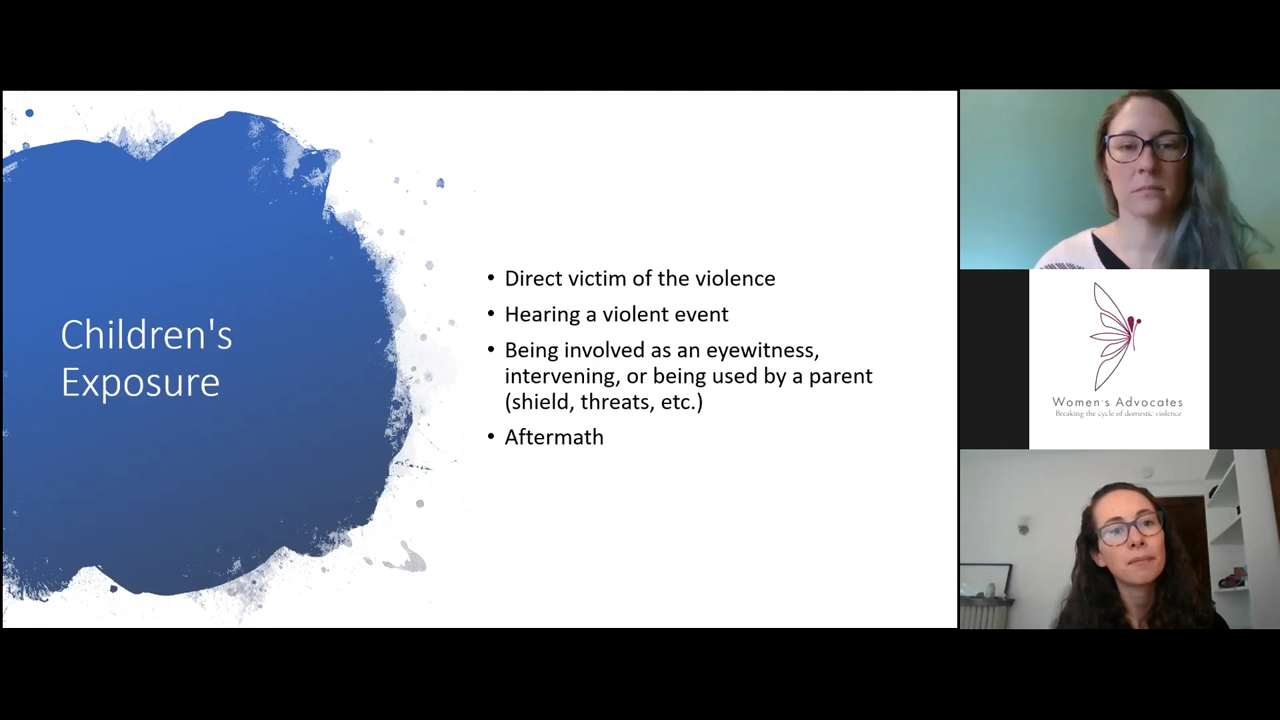 Children's
Exposure
• Direct victim of the violence
• Hearing a violent event
• Being involved as an eyewitness,
intervening, or being used by a parent
(shield, threats, etc.)
• Aftermath
Women's Advocates
Breaking the cycle of domestic violence